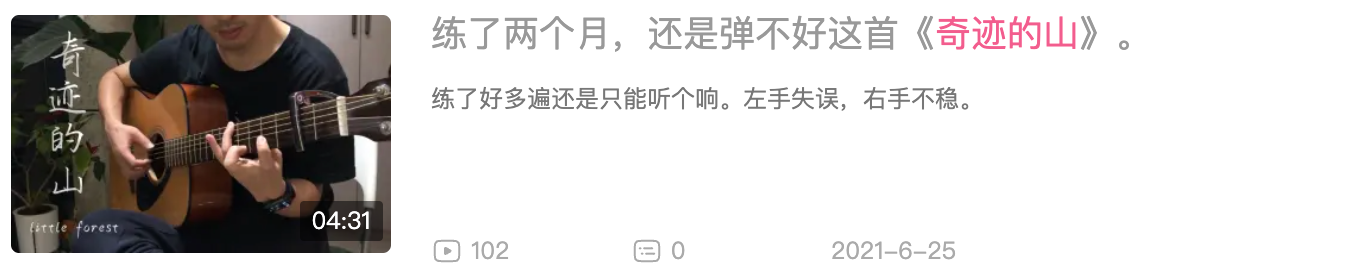 奇迹的山
little forest
04:31
练了两个月，还是弹不好这首《奇迹的山》。
练了好多遍还是只能听个响。左手失误，右手不稳。
102
0
2021-6-25